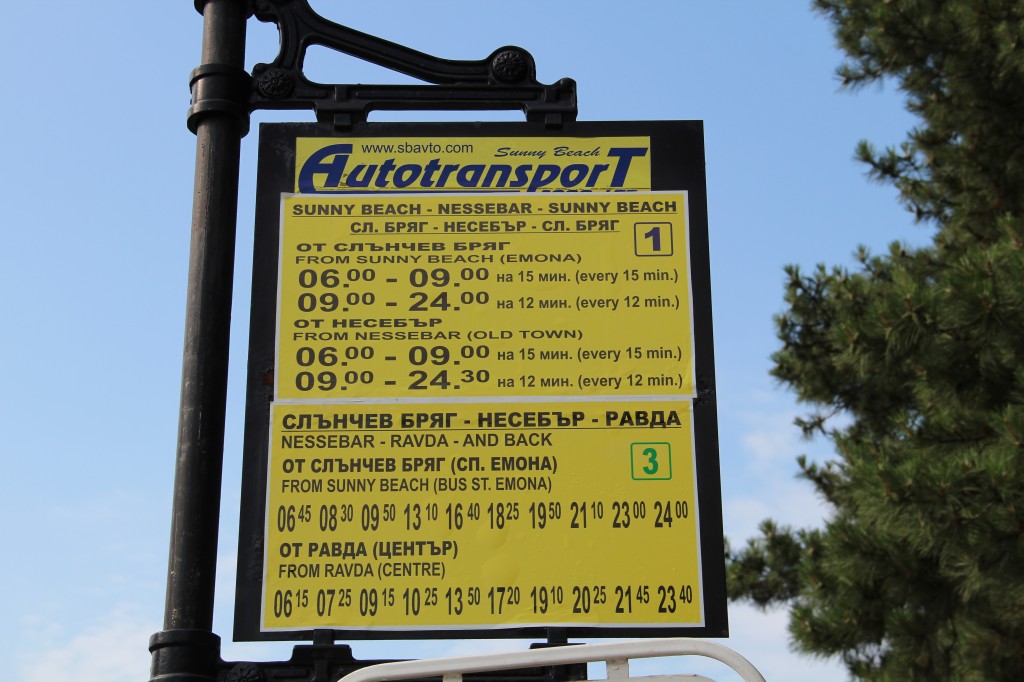 www.sbavto.com Sunny Beach
AutotransporT
SUNNY BEACH - NESSEBAR - SUNNY BEACH
СЛ. БРЯГ - НЕСЕБЪР - СЛ. БРЯГ
1
ОТ СЛЪНЧЕВ БРЯГ
FROM SUNNY BEACH (EMONA)
06.00 - 09.00 на 15 мин. (every 15 min.)
09.00 - 24.00 на 12 мин. (every 12 min.)
ОТ НЕСЕБЪР
FROM NESSEBAR (OLD TOWN)
06.00 - 09.00 на 15 мин. (every 15 min.)
09.00 - 24.30 на 12 мин. (every 12 min.)
СЛЪНЧЕВ БРЯГ - НЕСЕБЪР - РАВДА
NESSEBAR - RAVDA - AND BACK
3
ОТ СЛЪНЧЕВ БРЯГ (СП. ЕМОНА)
FROM SUNNY BEACH (BUS ST. EMONA)
06 45 08 30 09 50 13 10 16 40 18 25 19 50 21 10 23 00 24 00
ОТ РАВДА (ЦЕНТЪР)
FROM RAVDA (CENTRE)
06 15 07 25 09 15 10 25 13 50 17 20 19 10 20 25 21 45 23 40